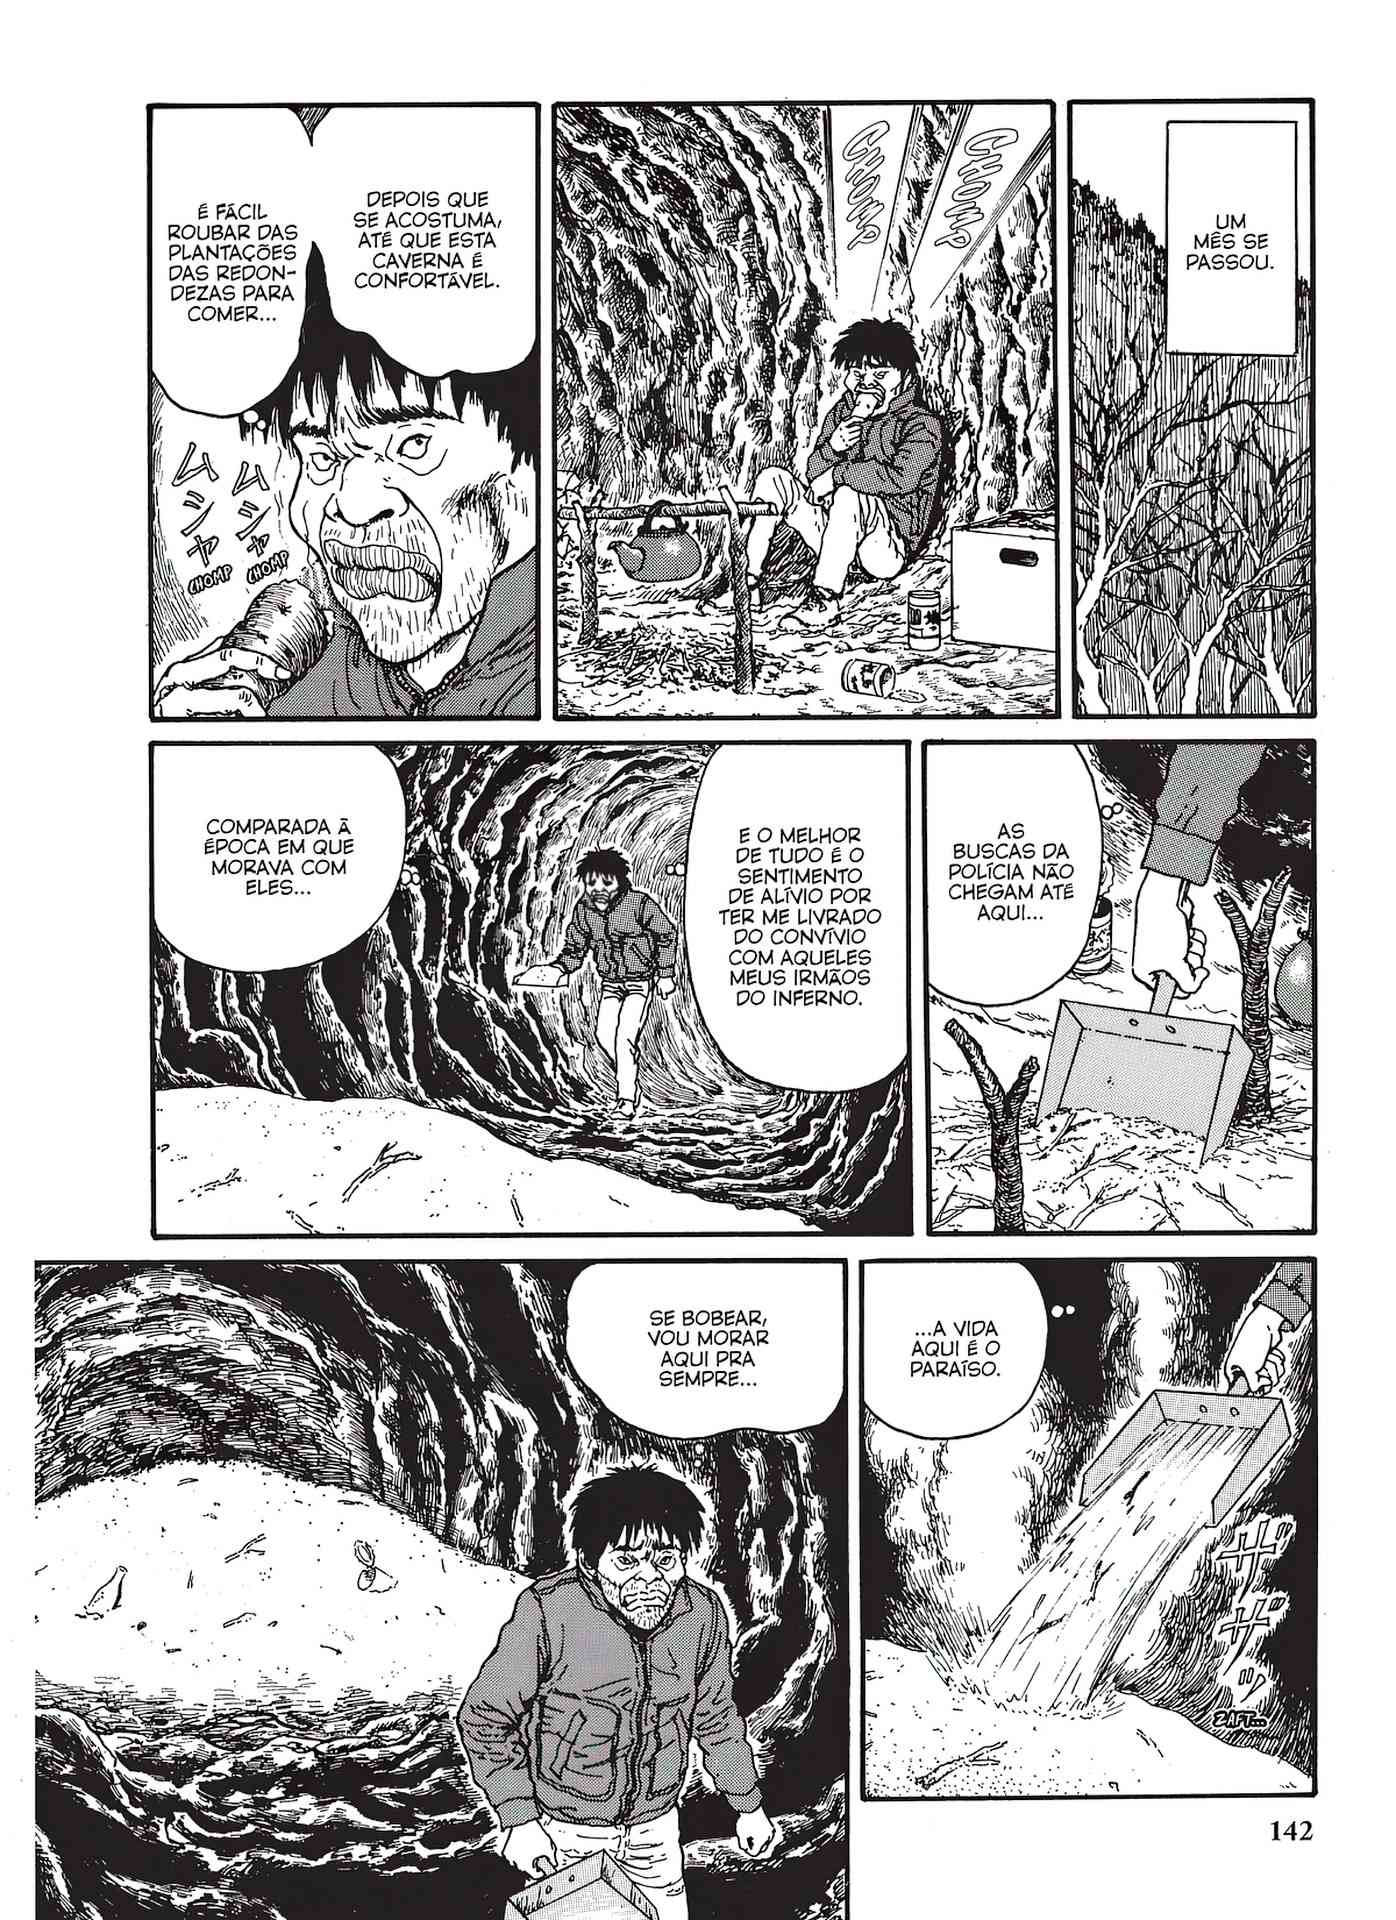 UM
MÊS SE
PASSOU.
CHOMP
CHOMP
DEPOIS QUE
SE ACOSTUMA,
ATÉ QUE ESTA
CAVERNA É
CONFORTÁVEL.
É FÁCIL
ROUBAR DAS
PLANTAÇÕES
DAS REDON-
DEZAS PARA
COMER...
ムシャ
ムシャ
CHOMP
CHOMP
AS
BUSCAS DA
POLÍCIA NÃO
CHEGAM ATÉ
AQUI...
E O MELHOR
DE TUDO É O
SENTIMENTO
DE ALÍVIO POR
TER ME LIVRADO
DO CONVÍVIO
COM AQUELES
MEUS IRMÃOS
DO INFERNO.
COMPARADA À
ÉPOCA EM QUE
MORAVA COM
ELES...
...A VIDA
AQUI É O
PARAÍSO.
ザザッ
ZAFT...
SE BOBEAR,
VOU MORAR
AQUI PRA
SEMPRE...
142